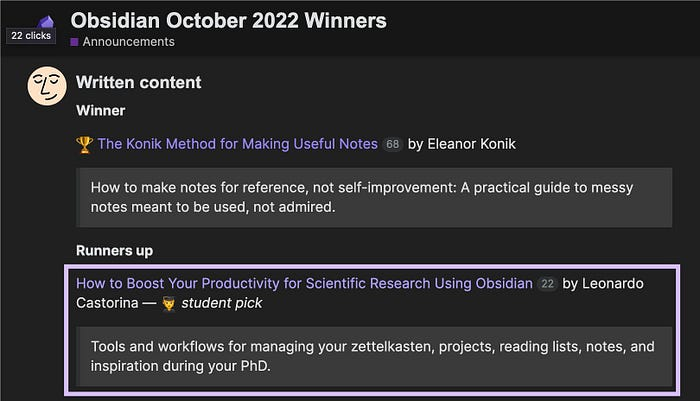 Obsidian October 2022 Winners
22 clicks
Announcements
Written content
Winner
🏆 The Konik Method for Making Useful Notes 68 by Eleanor Konik
How to make notes for reference, not self-improvement: A practical guide to messy
notes meant to be used, not admired.
Runners up
How to Boost Your Productivity for Scientific Research Using Obsidian 22 by Leonardo
Castorina — 🧑‍🎓 student pick
Tools and workflows for managing your zettelkasten, projects, reading lists, notes, and
inspiration during your PhD.